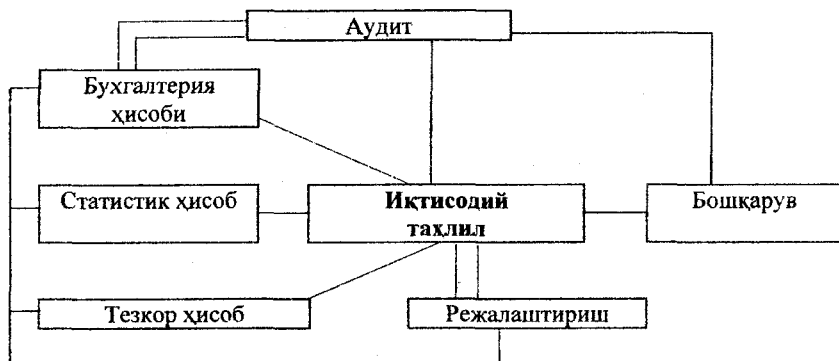 Аудит
Бухгалтерия
ҳисоби
Статистик ҳисоб
Иқтисодий
таҳлил
Бошқарув
Тезкор ҳисоб
Режалаштириш